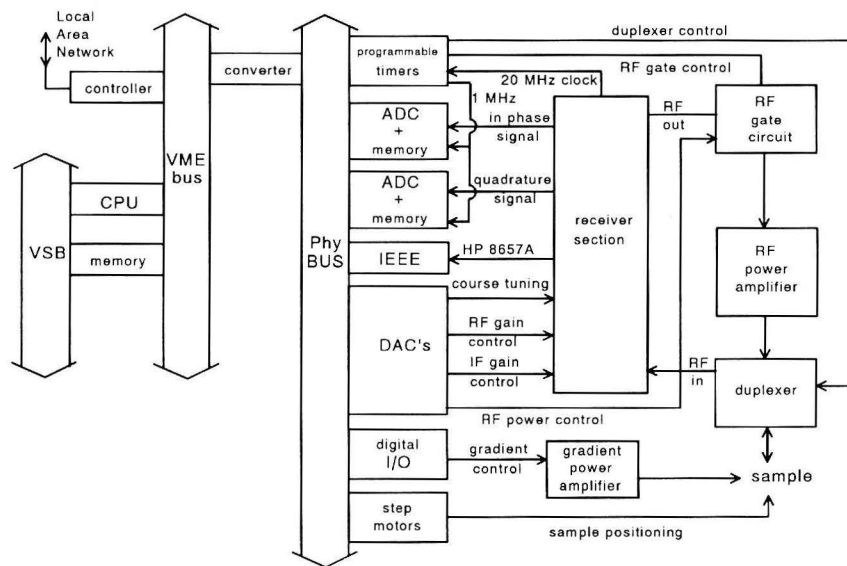 Local
Area
Network
controller
VME
bus
converter
VSB
CPU
memory
Phy
BUS
programmable
timers
ADC
+
memory
ADC
+
memory
IEEE
DAC's
digital
I/O
step
motors
duplexer control
RF gate control
20 MHz clock
1 MHz
in phase
signal
quadrature
signal
HP 8657A
course tuning
RF gain
control
IF gain
control
RF power control
gradient
control
gradient
power
amplifier
sample positioning
receiver
section
RF
out
RF
in
RF
gate
circuit
RF
power
amplifier
duplexer
sample